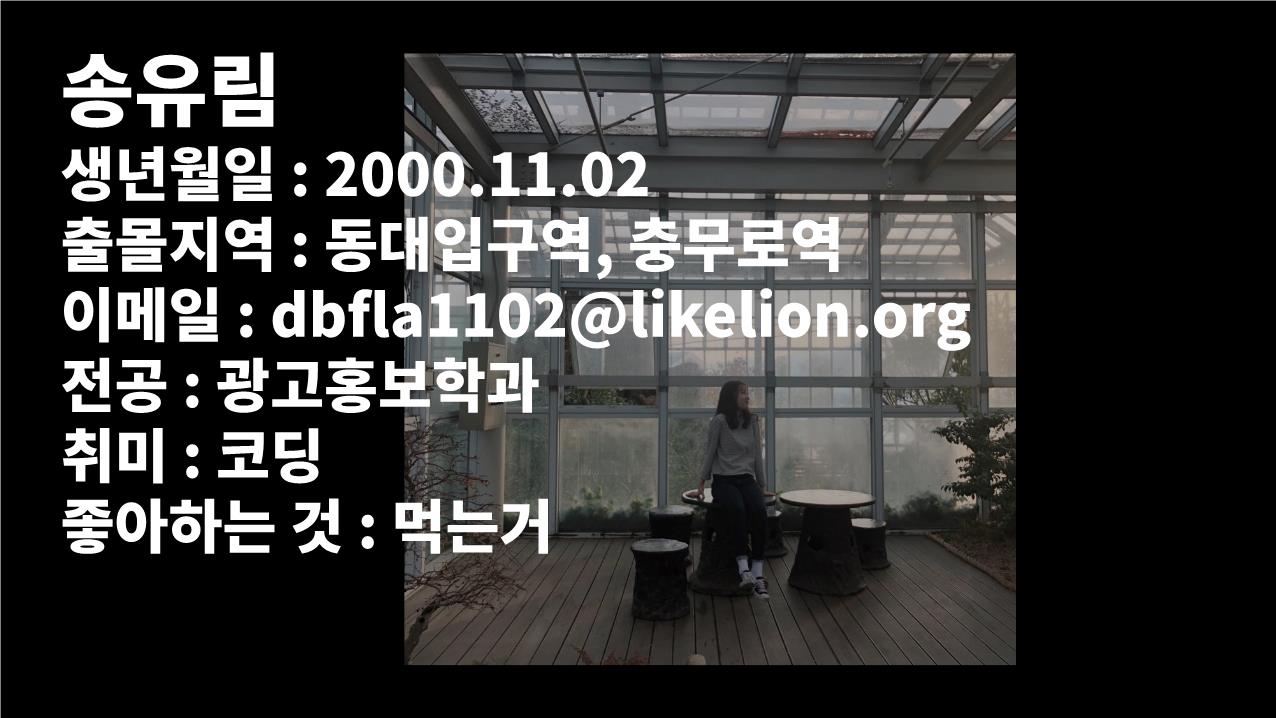 송유림
생년월일 : 2000.11.02
출몰지역 : 동대입구역, 충무로역
이메일 : dbfla1102@likelion.org
전공 : 광고홍보학과
취미 : 코딩
좋아하는 것 : 먹는거